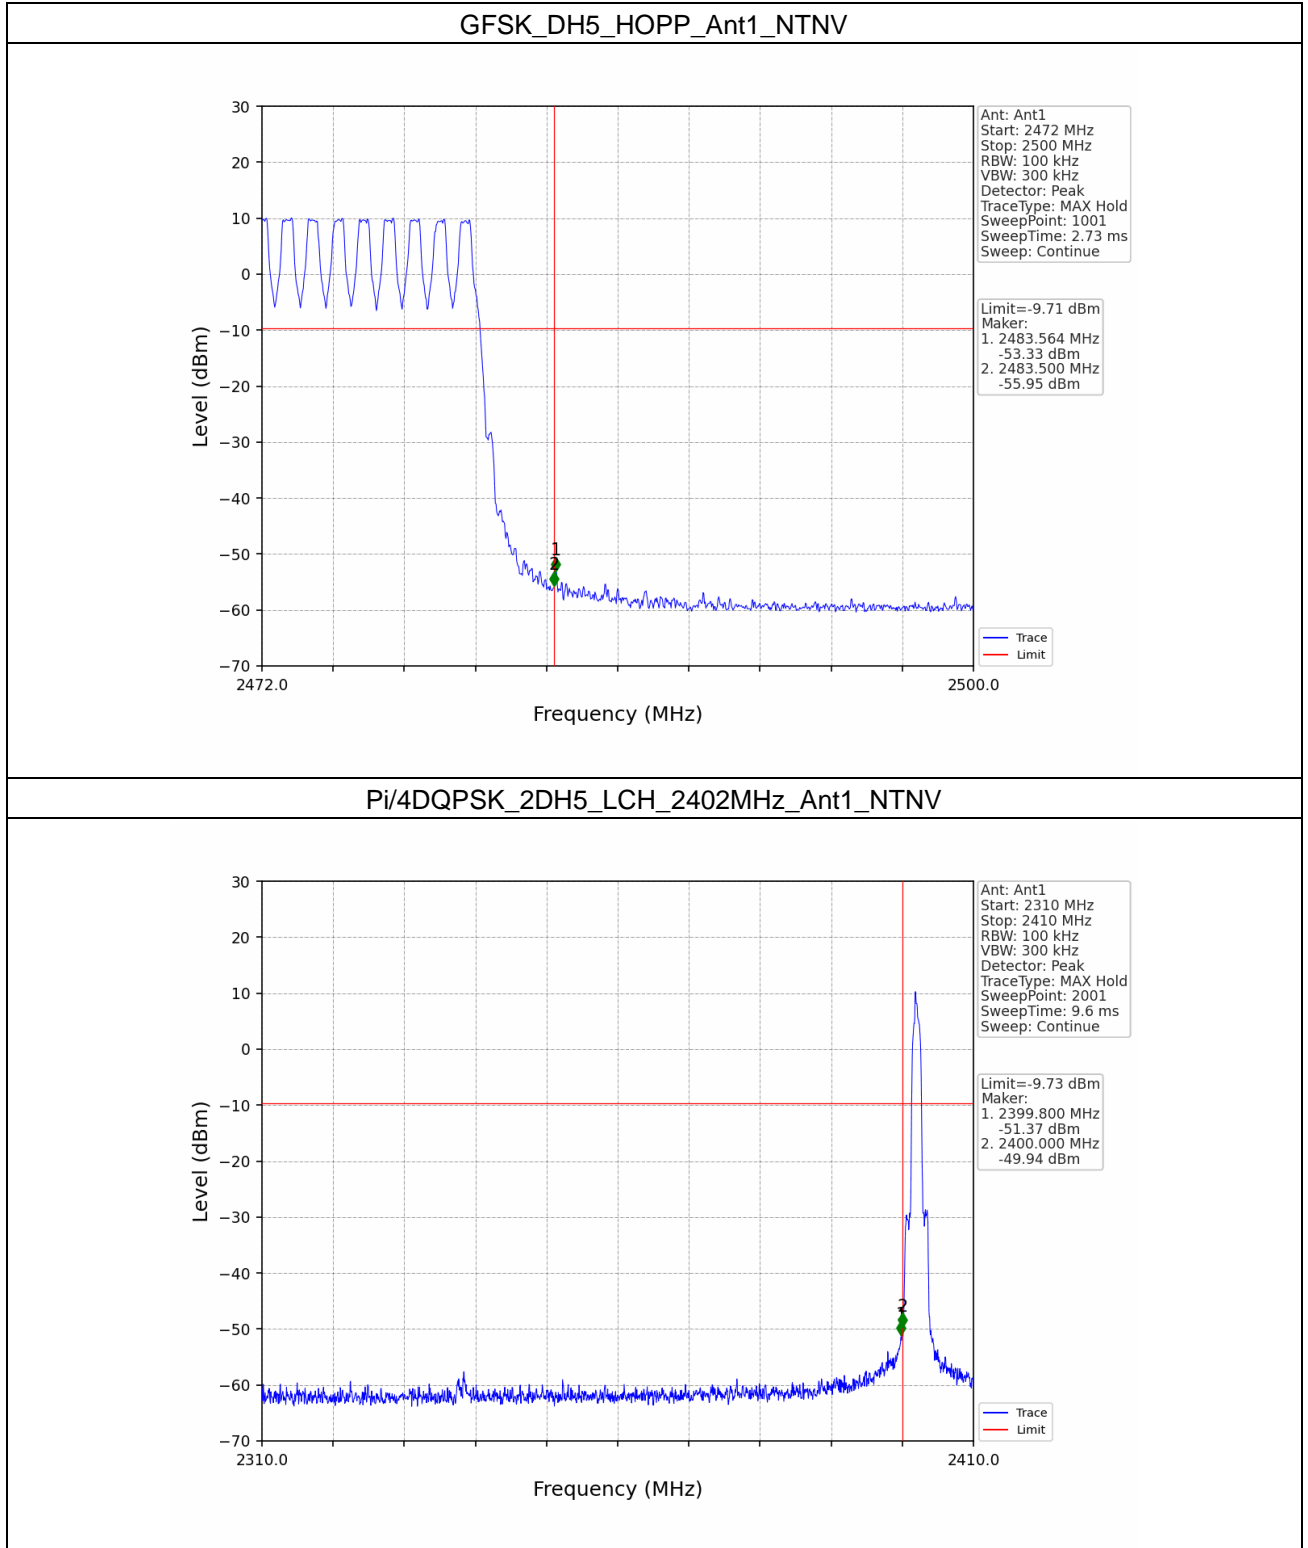 GFSK_DH5_HOPP_Ant1_NTNV
30
20
10
0
−10
−20
−30
−40
−50
−60
−70
Level (dBm)
2472.0
2500.0
Frequency (MHz)
1
2
Ant: Ant1
Start: 2472 MHz
Stop: 2500 MHz
RBW: 100 kHz
VBW: 300 kHz
Detector: Peak
TraceType: MAX Hold
SweepPoint: 1001
SweepTime: 2.73 ms
Sweep: Continue
Limit=-9.71 dBm
Maker:
1. 2483.564 MHz
-53.33 dBm
2. 2483.500 MHz
-55.95 dBm
Trace
Limit
Pi/4DQPSK_2DH5_LCH_2402MHz_Ant1_NTNV
30
20
10
0
−10
−20
−30
−40
−50
−60
−70
Level (dBm)
2310.0
2410.0
Frequency (MHz)
2
Ant: Ant1
Start: 2310 MHz
Stop: 2410 MHz
RBW: 100 kHz
VBW: 300 kHz
Detector: Peak
TraceType: MAX Hold
SweepPoint: 2001
SweepTime: 9.6 ms
Sweep: Continue
Limit=-9.73 dBm
Maker:
1. 2399.800 MHz
-51.37 dBm
2. 2400.000 MHz
-49.94 dBm
Trace
Limit